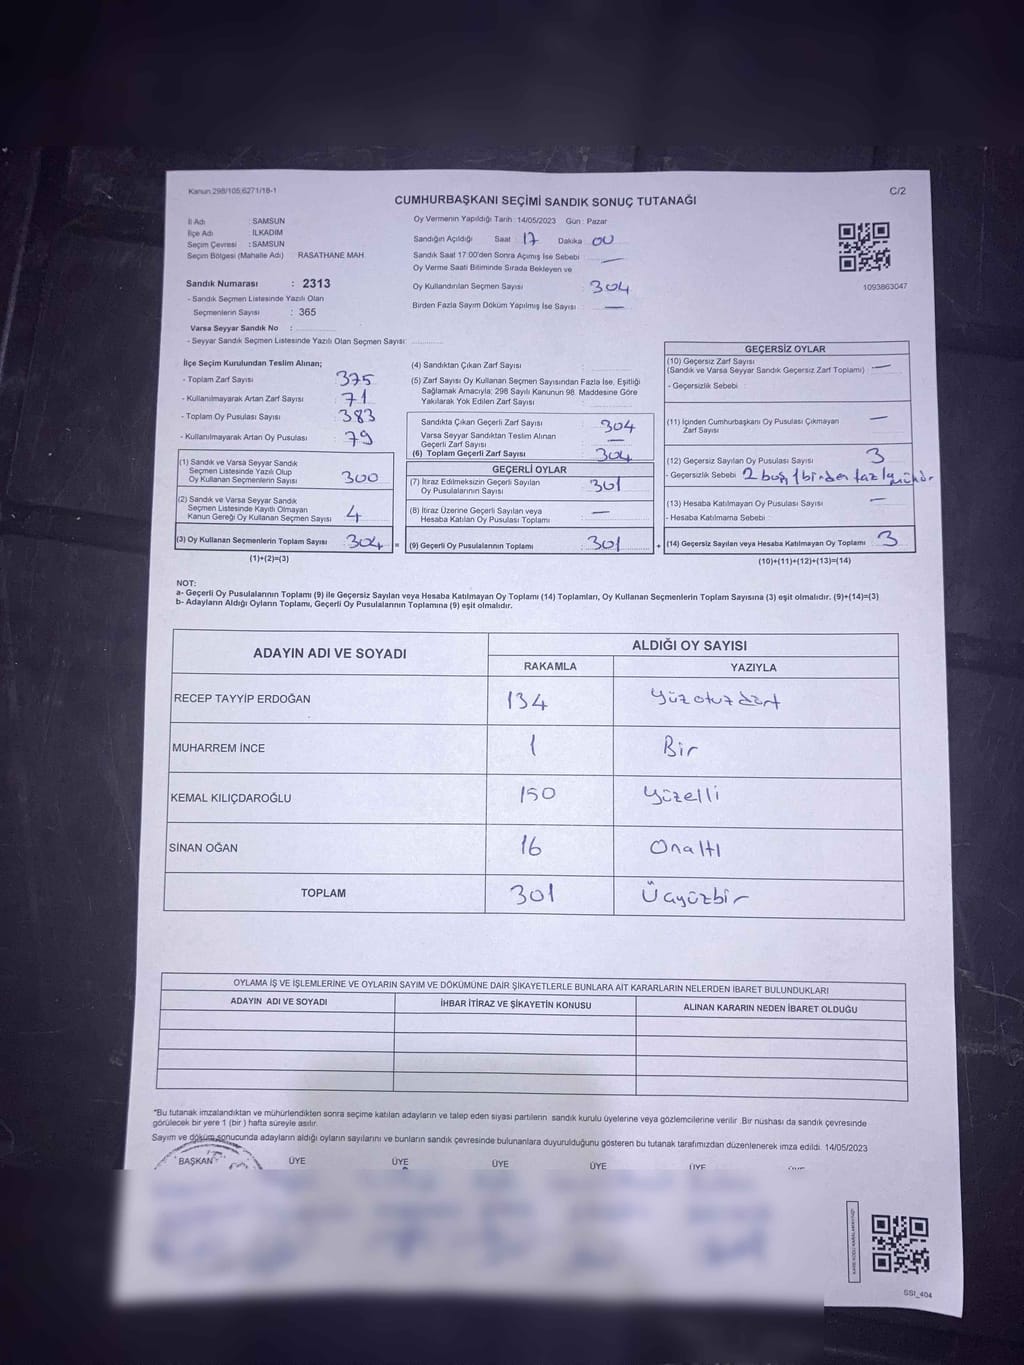 Kanun 298/105;6271/18-1
C/2
CUMHURBAŞKANI SEÇİMİ SANDIK SONUÇ TUTANAĞI
İl Adı : SAMSUN
İlçe Adı : İLKADIM
Seçim Çevresi : SAMSUN
Seçim Bölgesi (Mahalle Adı) RASATHANE MAH.
Sandık Numarası : 2313
- Sandık Seçmen Listesinde Yazılı Olan
Seçmenlerin Sayısı : 365
Varsa Seyyar Sandık No :
- Seyyar Sandık Seçmen Listesinde Yazılı Olan Seçmen Sayısı:
Oy Vermenin Yapıldığı Tarih : 14/05/2023 Gün : Pazar
Sandığın Açıldığı Saat 17 Dakika 00
Sandık Saat 17:00'den Sonra Açımış İse Sebebi —
Oy Verme Saati Bitiminde Sırada Bekleyen ve
Oy Kullandırılan Seçmen Sayısı : 304
Birden Fazla Sayım Döküm Yapılmış İse Sayısı : —
1093863047
İlçe Seçim Kurulundan Teslim Alınan;
- Toplam Zarf Sayısı : 375
- Kullanılmayarak Artan Zarf Sayısı : 71
- Toplam Oy Pusulası Sayısı : 383
- Kullanılmayarak Artan Oy Pusulası : 79
(1) Sandık ve Varsa Seyyar Sandık
Seçmen Listesinde Yazılı Olup
Oy Kullanan Seçmenlerin Sayısı : 300
(2) Sandık ve Varsa Seyyar Sandık
Seçmen Listesinde Kayıtlı Olmayan
Kanun Gereği Oy Kullanan Seçmen Sayısı : 4
(3) Oy Kullanan Seçmenlerin Toplam Sayısı : 304 =
(1)+(2)=(3)
(4) Sandıktan Çıkan Zarf Sayısı :
(5) Zarf Sayısı Oy Kullanan Seçmen Sayısından Fazla İse, Eşitliği
Sağlamak Amacıyla; 298 Sayılı Kanunun 98. Maddesine Göre
Yakılarak Yok Edilen Zarf Sayısı :
Sandıkta Çıkan Geçerli Zarf Sayısı : 304
Varsa Seyyar Sandıktan Teslim Alınan
Geçerli Zarf Sayısı : —
(6) Toplam Geçerli Zarf Sayısı : 304
GEÇERLİ OYLAR
(7) İtiraz Edilmeksizin Geçerli Sayılan
Oy Pusulalarının Sayısı : 301
(8) İtiraz Üzerine Geçerli Sayılan veya
Hesaba Katılan Oy Pusulası Toplamı : —
(9) Geçerli Oy Pusulalarının Toplamı : 301 +
GEÇERSİZ OYLAR
(10) Geçersiz Zarf Sayısı
(Sandık ve Varsa Seyyar Sandık Geçersiz Zarf Toplamı) : —
- Geçersizlik Sebebi :
(11) İçinden Cumhurbaşkanı Oy Pusulası Çıkmayan
Zarf Sayısı : —
(12) Geçersiz Sayılan Oy Pusulası Sayısı : 3
- Geçersizlik Sebebi : 2 boş, 1 birden fazla mühür
(13) Hesaba Katılmayan Oy Pusulası Sayısı : —
- Hesaba Katılmama Sebebi :
(14) Geçersiz Sayılan veya Hesaba Katılmayan Oy Toplamı : 3
(10)+(11)+(12)+(13)=(14)
NOT:
a- Geçerli Oy Pusulalarının Toplamı (9) ile Geçersiz Sayılan veya Hesaba Katılmayan Oy Toplamı (14) Toplamları, Oy Kullanan Seçmenlerin Toplam Sayısına (3) eşit olmalıdır. (9)+(14)=(3)
b- Adayların Aldığı Oyların Toplamı, Geçerli Oy Pusulalarının Toplamına (9) eşit olmalıdır.
ADAYIN ADI VE SOYADI
ALDIĞI OY SAYISI
RAKAMLA YAZIYLA
RECEP TAYYİP ERDOĞAN 134 Yüzotuzdört
MUHARREM İNCE 1 Bir
KEMAL KILIÇDAROĞLU 150 Yüzelli
SİNAN OĞAN 16 Onaltı
TOPLAM 301 Üçyüzbir
OYLAMA İŞ VE İŞLEMLERİNE VE OYLARIN SAYIM VE DÖKÜMÜNE DAİR ŞİKAYETLERLE BUNLARA AİT KARARLARIN NELERDEN İBARET BULUNDUKLARI
ADAYIN ADI VE SOYADI İHBAR İTİRAZ VE ŞİKAYETİN KONUSU ALINAN KARARIN NEDEN İBARET OLDUĞU
*Bu tutanak imzalandıktan ve mühürlendikten sonra seçime katılan adayların ve talep eden siyasi partilerin sandık kurulu üyelerine veya gözlemcilerine verilir. Bir nüshası da sandık çevresinde
görülecek bir yere 1 (bir) hafta süreyle asılır.
Sayım ve döküm sonucunda adayların aldığı oyların sayılarını ve bunların sandık çevresinde bulunanlara duyurulduğunu gösteren bu tutanak tarafımızdan düzenlenerek imza edildi. 14/05/2023
BAŞKAN ÜYE ÜYE ÜYE ÜYE ÜYE
SSI_404